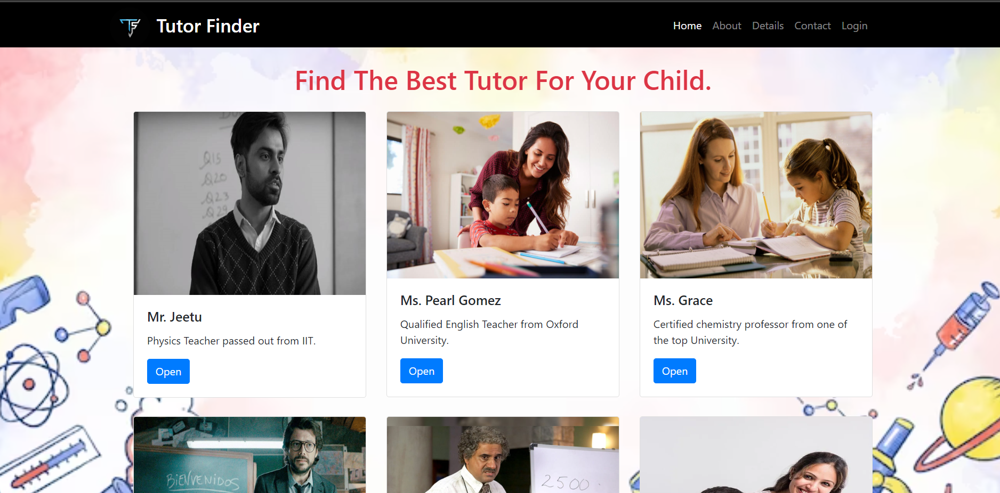 Tutor Finder
Home About Details Contact Login
Find The Best Tutor For Your Child.
Q15
Q20
Q23
Q29
Mr. Jeetu
Physics Teacher passed out from IIT.
Open
Ms. Pearl Gomez
Qualified English Teacher from Oxford
University.
Open
Ms. Grace
Certified chemistry professor from one of
the top University.
Open
BIENVENIDOS
2500